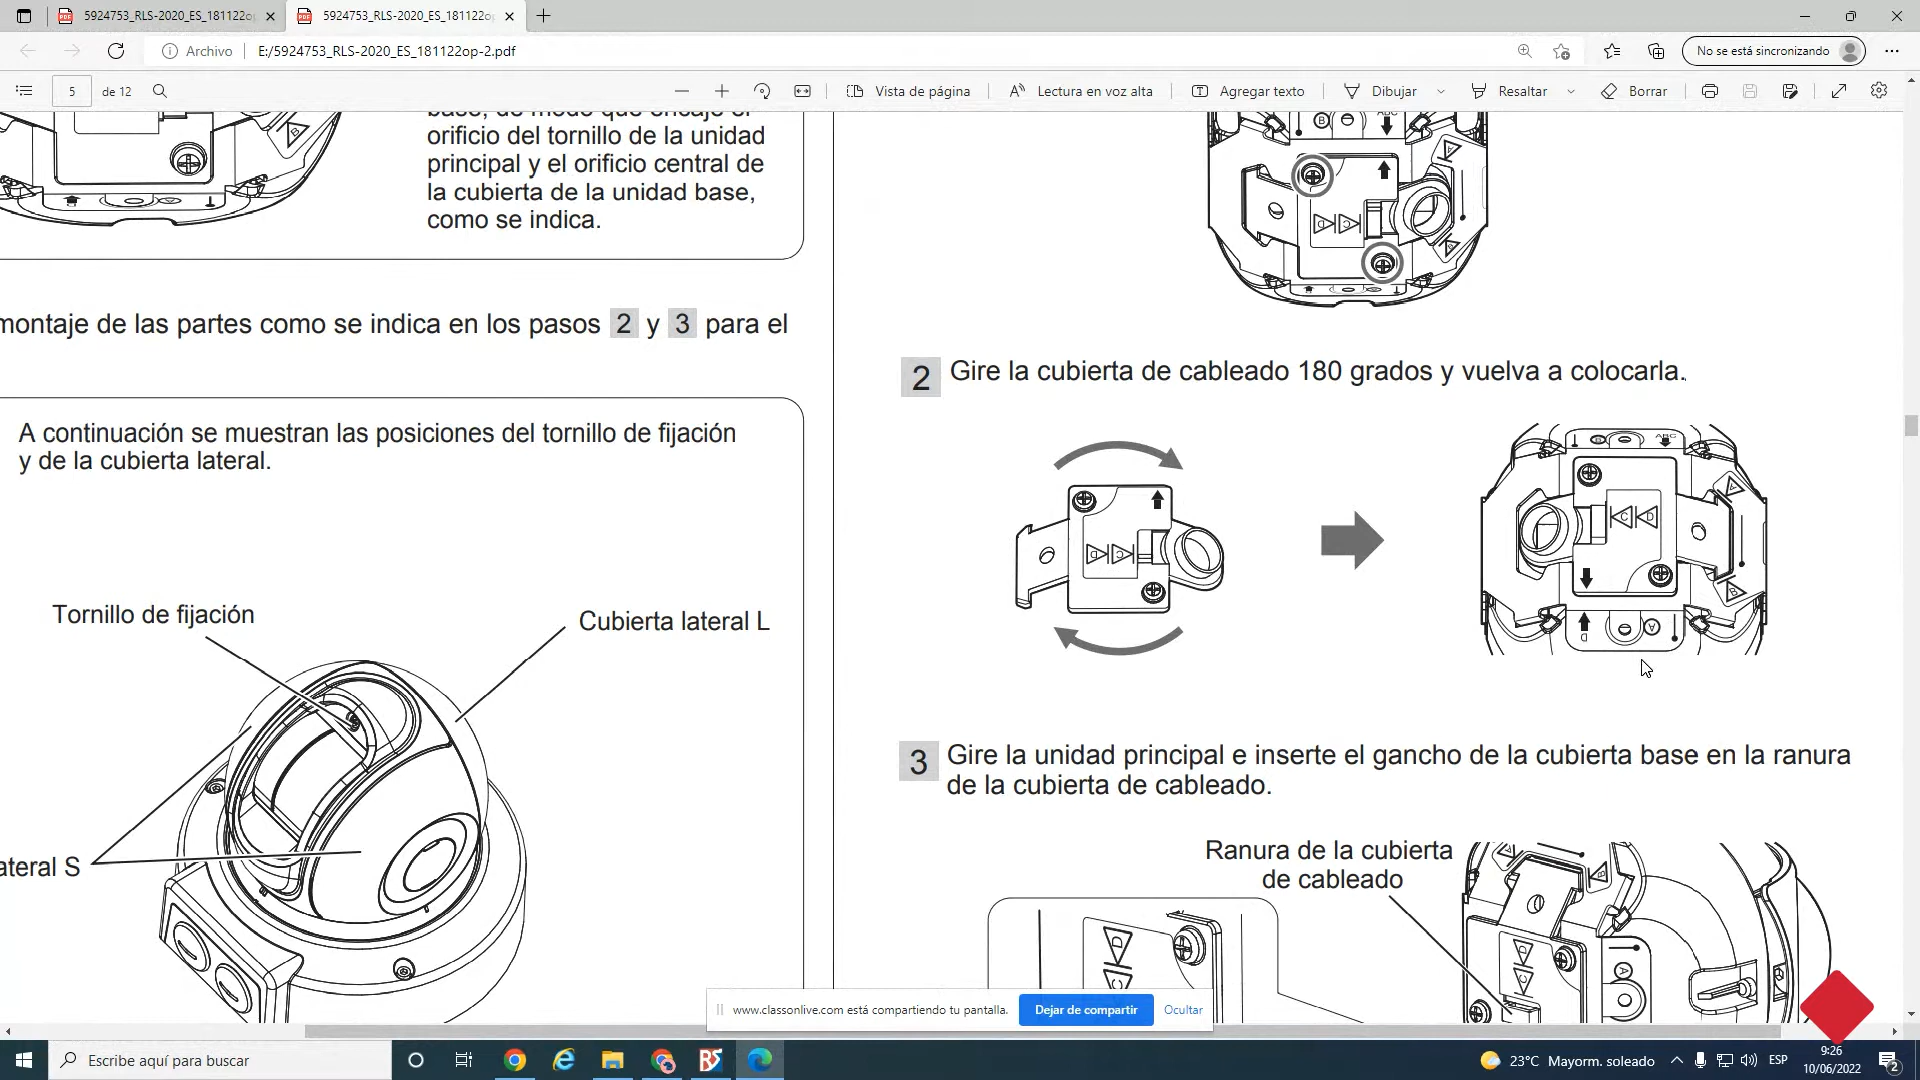 5924753_RLS-2020_ES_181122o
5924753_RLS-2020_ES_181122o
Archivo
E:/5924753_RLS-2020_ES_181122op-2.pdf
No se está sincronizando
5
de 12
Vista de página
Lectura en voz alta
Agregar texto
Dibujar
Resaltar
Borrar
orificio del tornillo de la unidad
principal y el orificio central de
la cubierta de la unidad base,
como se indica.
montaje de las partes como se indica en los pasos 2 y 3 para el
A continuación se muestran las posiciones del tornillo de fijación
y de la cubierta lateral.
Tornillo de fijación
Cubierta lateral L
ateral S
2 Gire la cubierta de cableado 180 grados y vuelva a colocarla.
3 Gire la unidad principal e inserte el gancho de la cubierta base en la ranura
de la cubierta de cableado.
Ranura de la cubierta
de cableado
www.classonlive.com está compartiendo tu pantalla.
Dejar de compartir
Ocultar
Escribe aquí para buscar
23°C Mayorm. soleado
ESP
9:26
10/06/2022
2